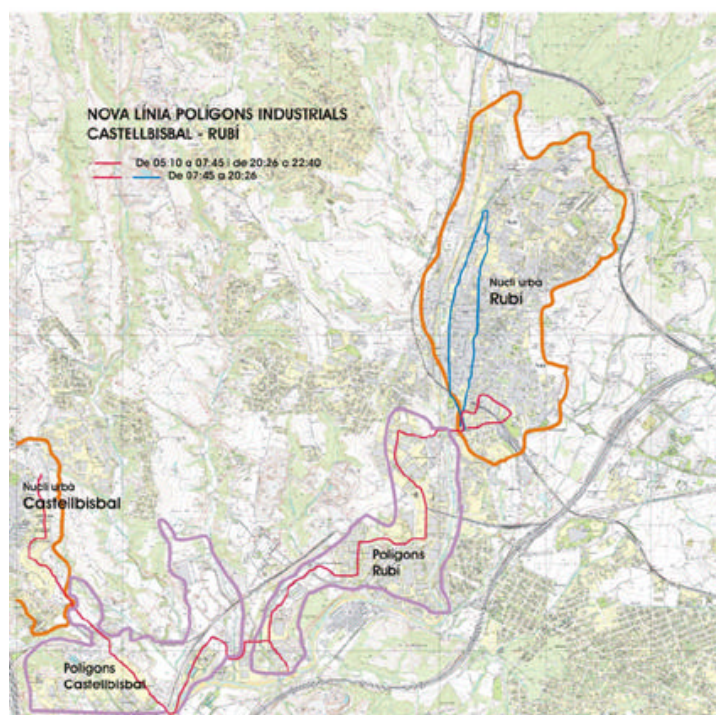 NOVA LÍNIA POLÍGONS INDUSTRIALS
CASTELLBISBAL - RUBÍ
De 05:10 a 07:45 i de 20:26 a 22:40
De 07:45 a 20:26
Nucli urbà
Rubí
Nucli urbà
Castellbisbal
Polígons
Rubí
Polígons
Castellbisbal